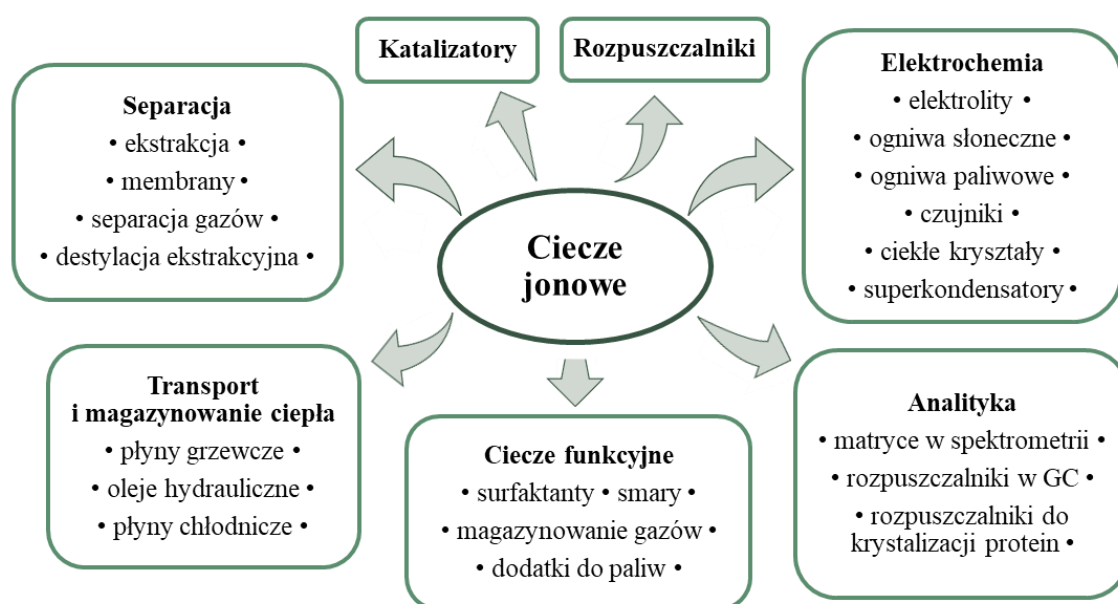 Katalizatory
Rozpuszczalniki
Separacja
• ekstrakcja •
• membrany •
• separacja gazów •
• destylacja ekstrakcyjna •
Elektrochemia
• elektrolity •
• ogniwa słoneczne •
• ogniwa paliwowe •
• czujniki •
• ciekłe kryształy •
• superkondensatory •
Ciecze
jonowe
Transport
i magazynowanie ciepła
• płyny grzewcze •
• oleje hydrauliczne •
• płyny chłodnicze •
Ciecze funkcyjne
• surfaktanty • smary •
• magazynowanie gazów •
• dodatki do paliw •
Analityka
• matryce w spektrometrii •
• rozpuszczalniki w GC •
• rozpuszczalniki do
krystalizacji protein •